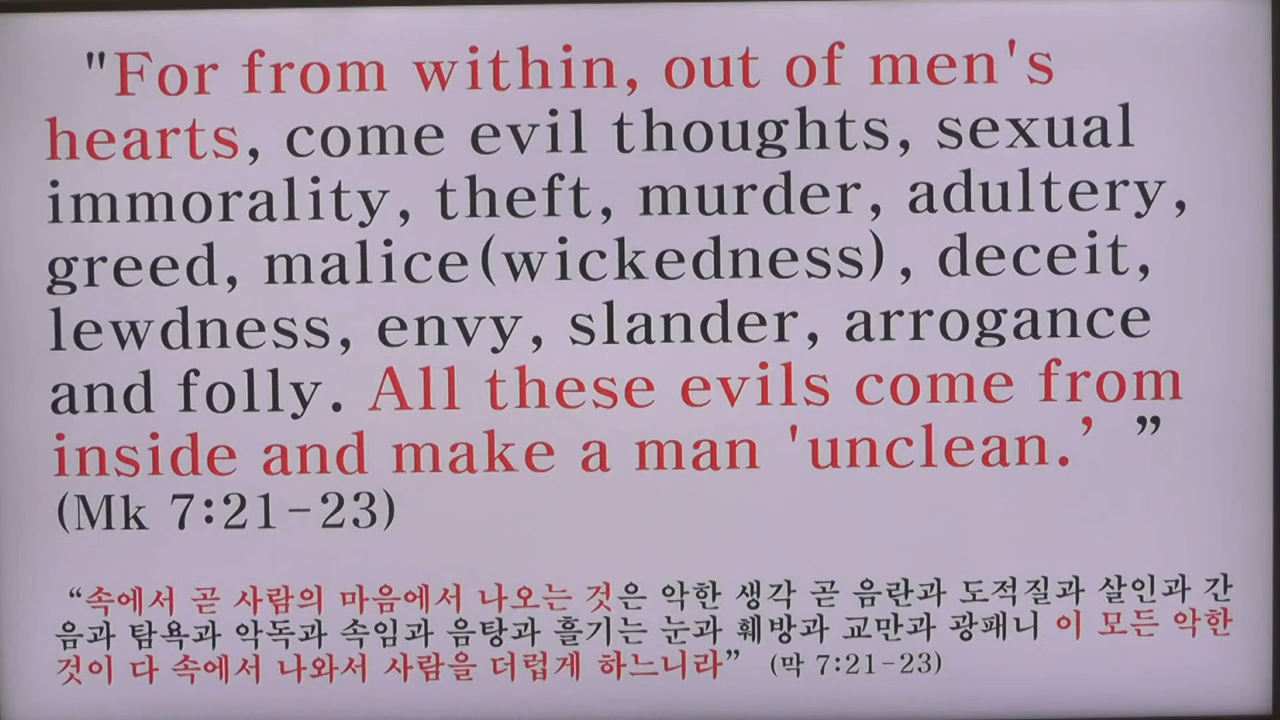 "For from within, out of men's
hearts, come evil thoughts, sexual
immorality, theft, murder, adultery,
greed, malice(wickedness), deceit,
lewdness, envy, slander, arrogance
and folly. All these evils come from
inside and make a man 'unclean.’ ”
(Mk 7:21-23)
“속에서 곧 사람의 마음에서 나오는 것은 악한 생각 곧 음란과 도적질과 살인과 간
음과 탐욕과 악독과 속임과 음탕과 흘기는 눈과 훼방과 교만과 광패니 이 모든 악한
것이 다 속에서 나와서 사람을 더럽게 하느니라” (막 7:21-23)